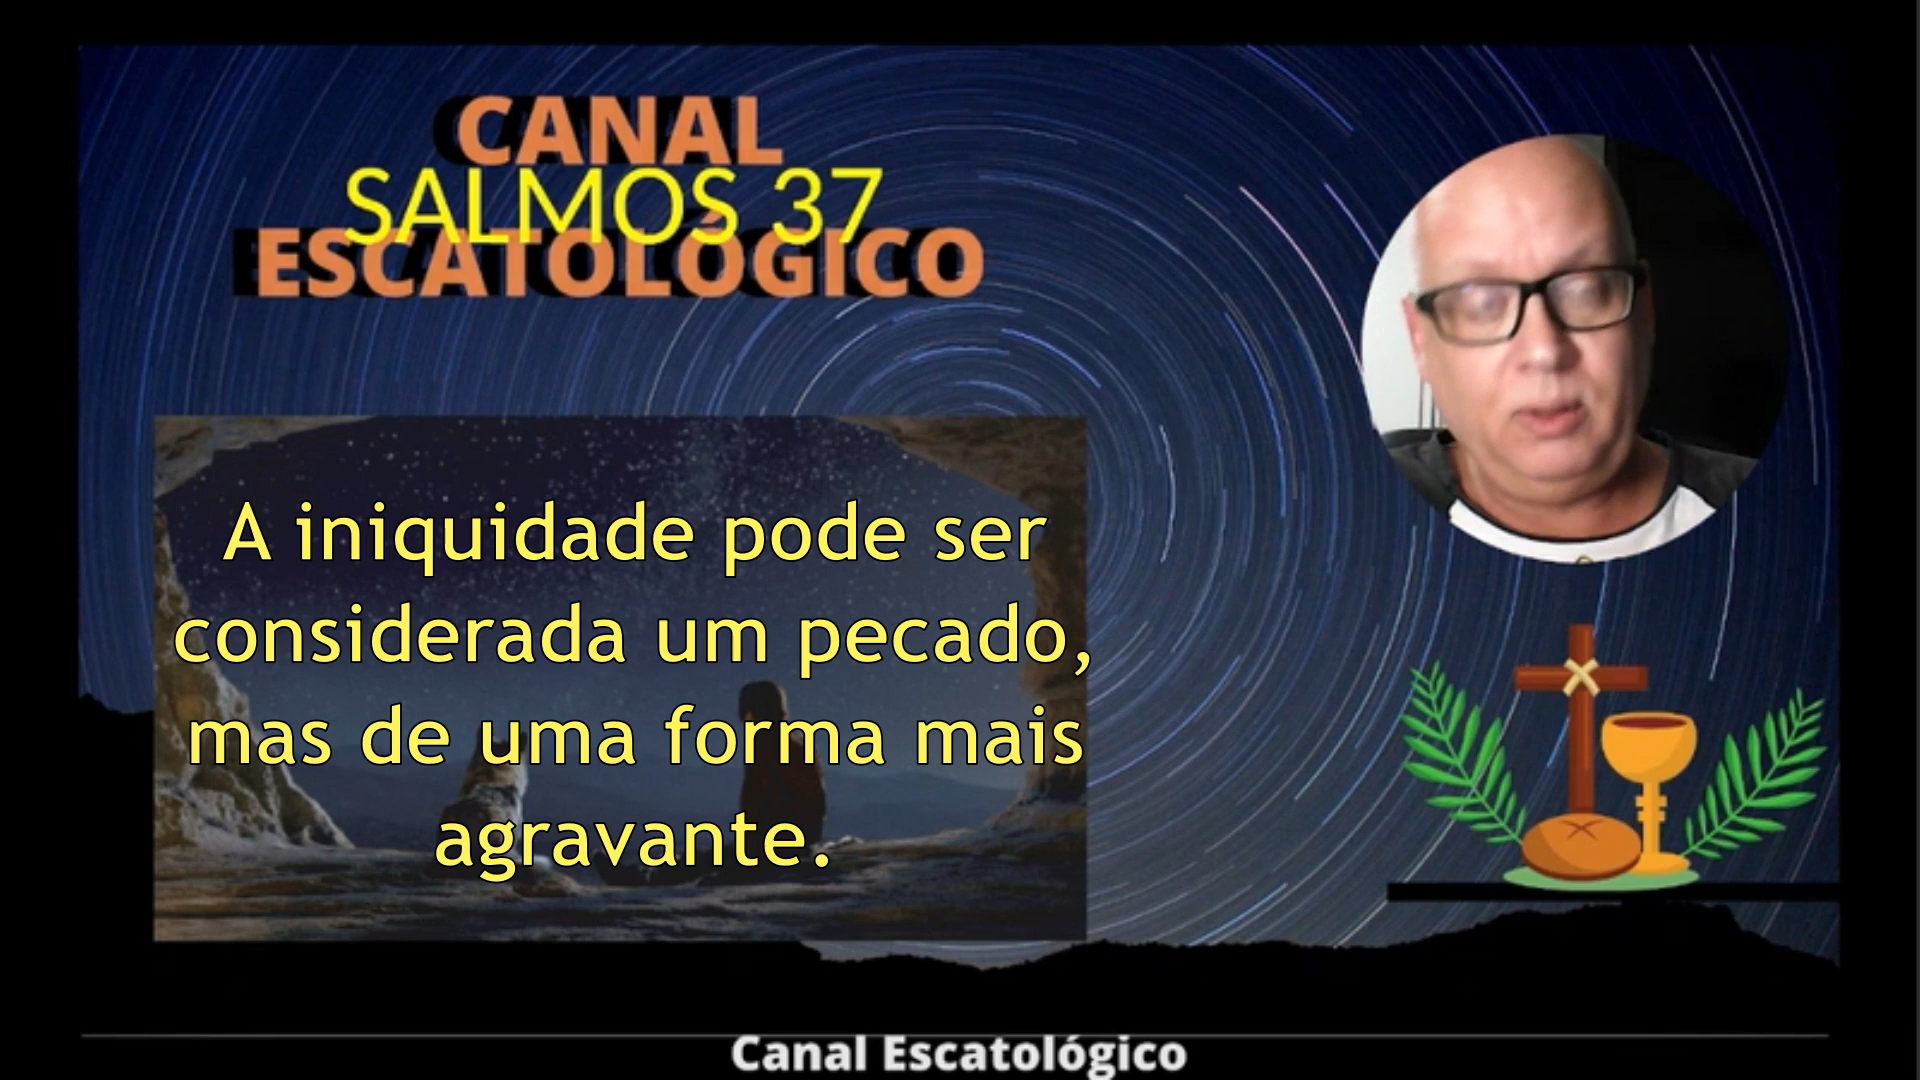 CANAL
SALMOS 37
ESCATOLÓGICO
A iniquidade pode ser
considerada um pecado,
mas de uma forma mais
agravante.
Canal Escatológico